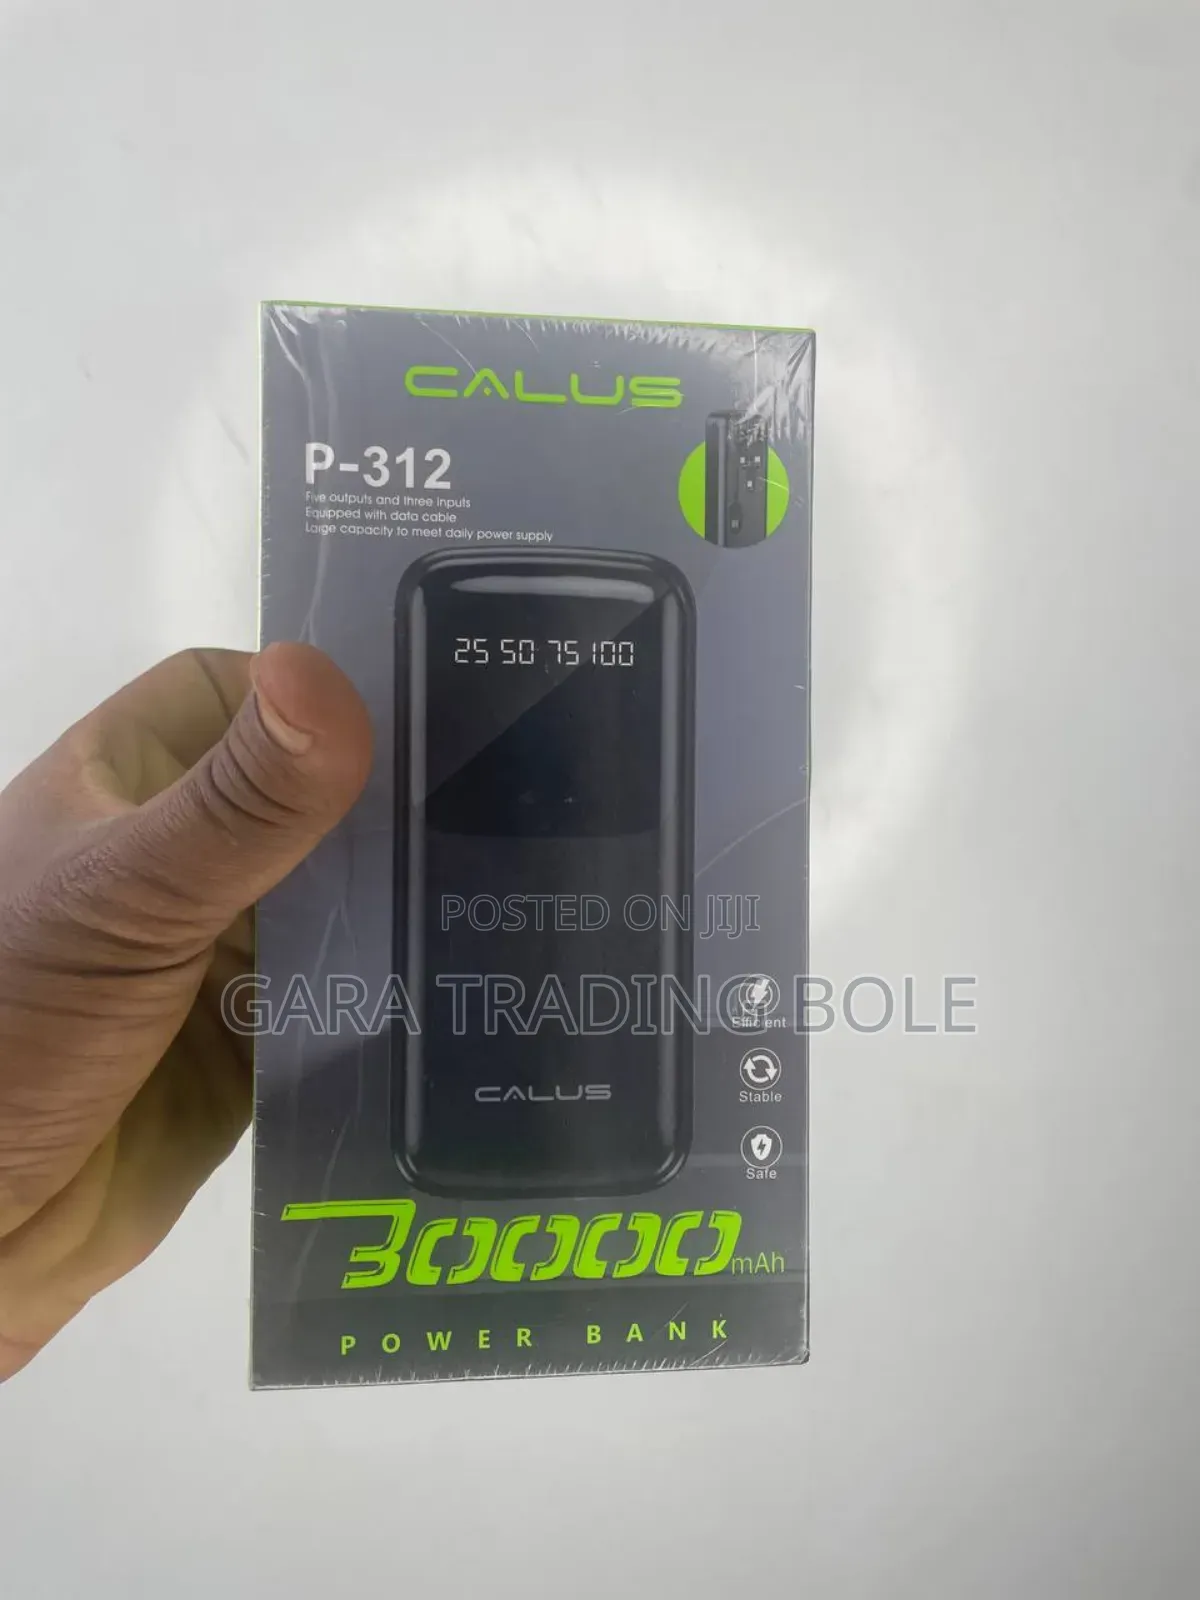 CALUS
P-312
Five outputs and three inputs
Equipped with data cable
Large capacity to meet daily power supply
25 50 75 100
POSTED ON JIJI
GARA TRADING BOLE
Efficient
Stable
CALUS
Safe
30000mAh
POWER BANK